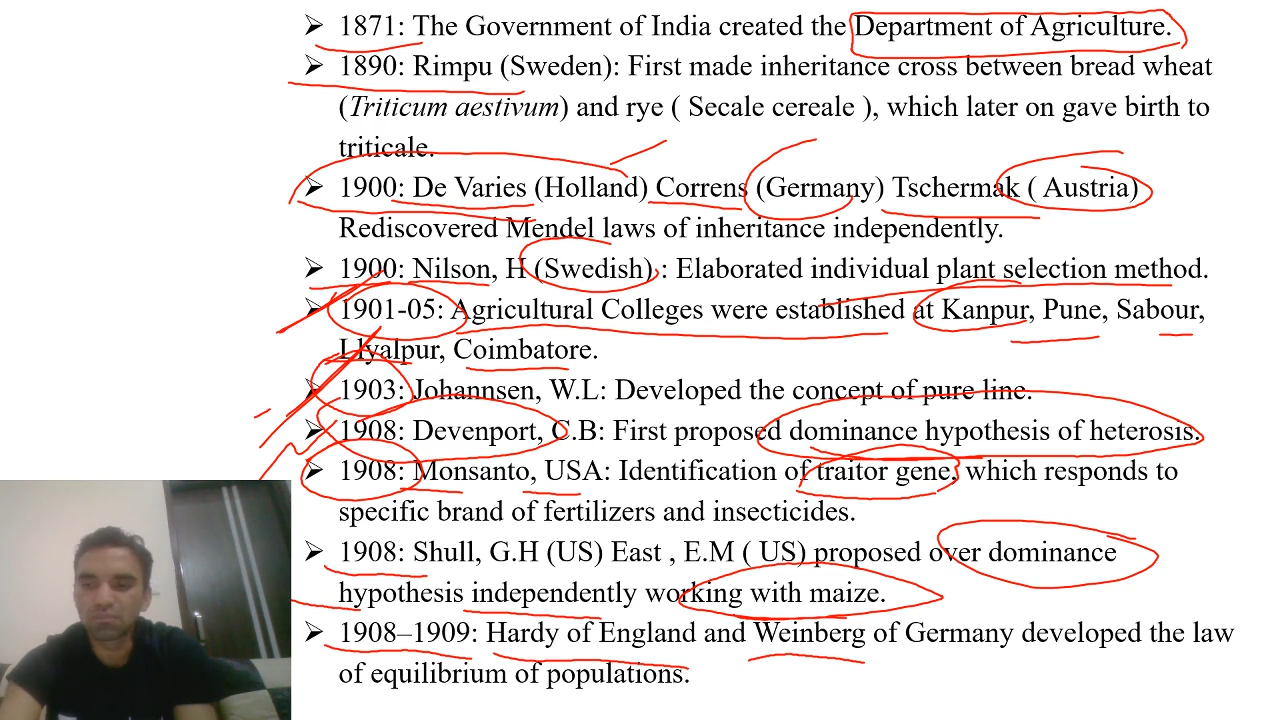 ➢ 1871: The Government of India created the Department of Agriculture.
➢ 1890: Rimpu (Sweden): First made inheritance cross between bread wheat
(Triticum aestivum) and rye ( Secale cereale ), which later on gave birth to
triticale.
➢ 1900: De Varies (Holland) Correns (Germany) Tschermak ( Austria)
Rediscovered Mendel laws of inheritance independently.
➢ 1900: Nilson, H (Swedish) : Elaborated individual plant selection method.
➢ 1901-05: Agricultural Colleges were established at Kanpur, Pune, Sabour,
Llyalpur, Coimbatore.
➢ 1903: Johannsen, W.L: Developed the concept of pure line.
➢ 1908: Devenport, C.B: First proposed dominance hypothesis of heterosis.
➢ 1908: Monsanto, USA: Identification of traitor gene, which responds to
specific brand of fertilizers and insecticides.
➢ 1908: Shull, G.H (US) East , E.M ( US) proposed over dominance
hypothesis independently working with maize.
➢ 1908–1909: Hardy of England and Weinberg of Germany developed the law
of equilibrium of populations.